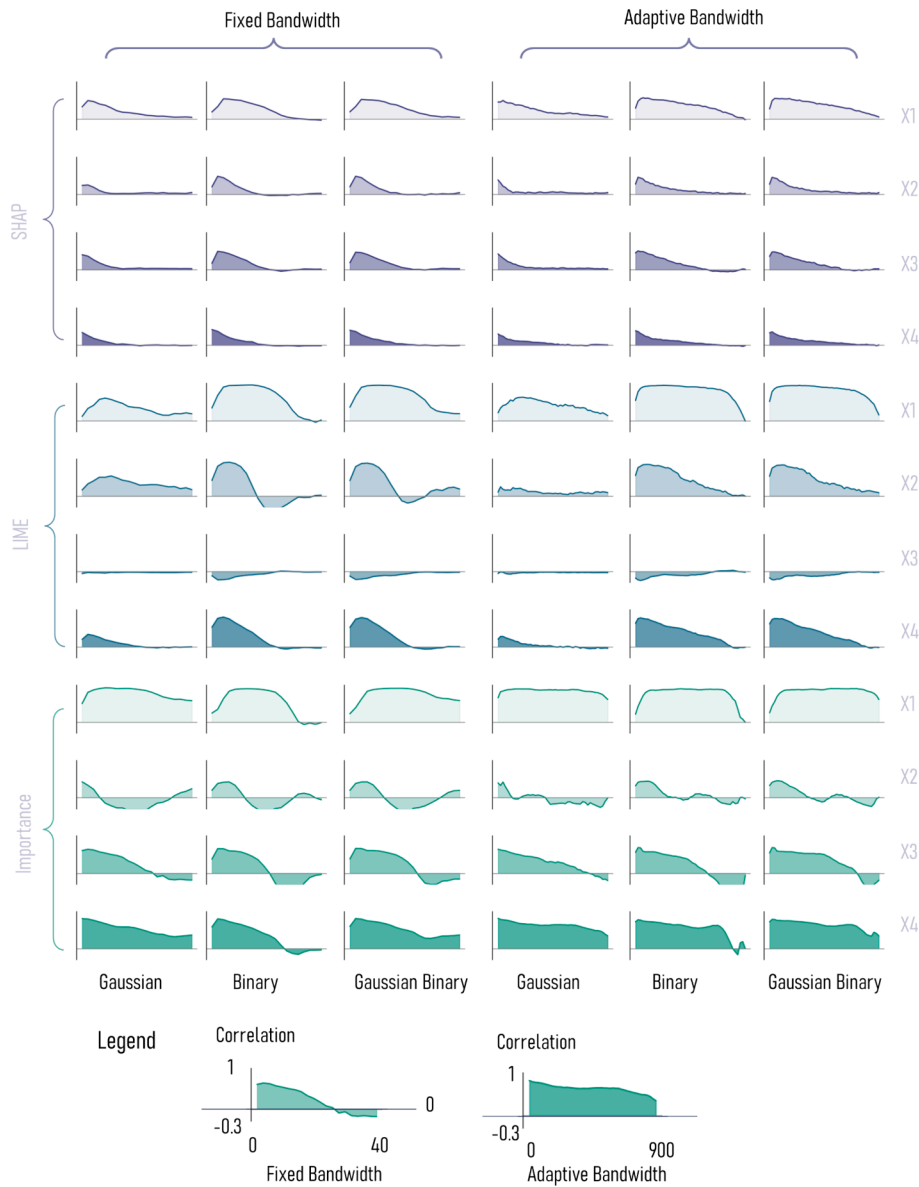 Fixed Bandwidth
Adaptive Bandwidth
SHAP
X1
X2
X3
X4
LIME
X1
X2
X3
X4
Importance
X1
X2
X3
X4
Gaussian
Binary
Gaussian Binary
Gaussian
Binary
Gaussian Binary
Legend
Correlation
1
0
-0.3
0
40
Fixed Bandwidth
Correlation
1
-0.3
0
900
Adaptive Bandwidth